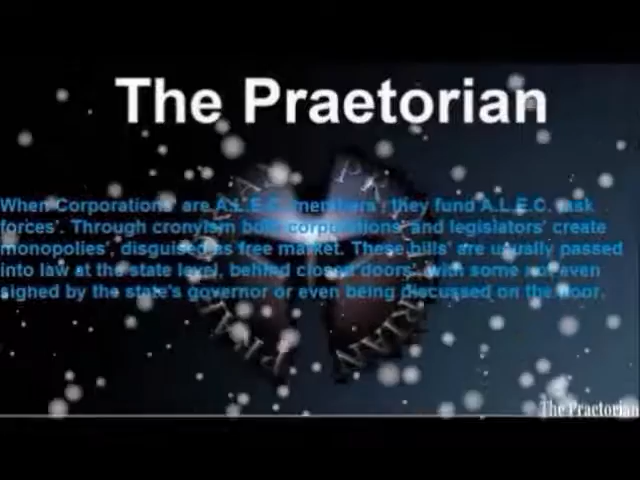 The Praetorian
When Corporations' are A.L.E.C. members', they fund A.L.E.C. task
forces'. Through cronyism both corporations' and legislators' create
monopolies', disguised as free market. These bills' are usually passed
into law at the state level, behind closed doors', with some not even
signed by the state's governor or even being discussed on the floor.
PRAETORIAN
The Praetorian